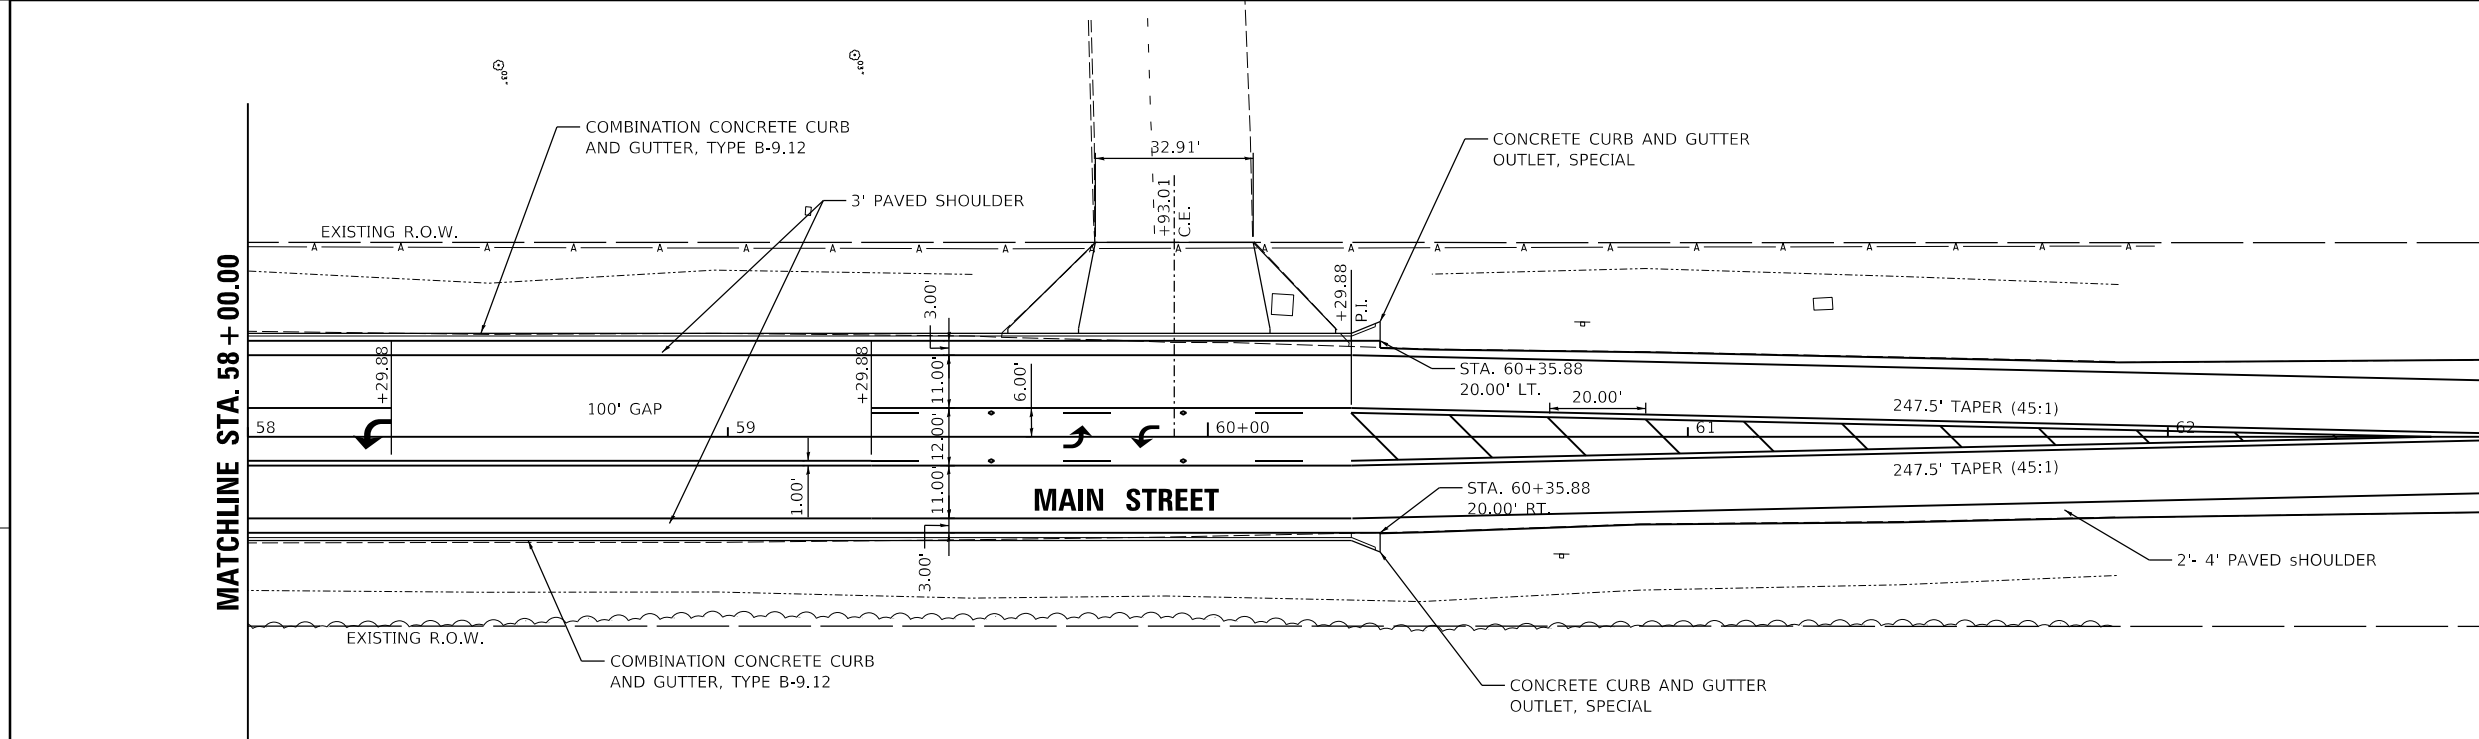 03"
03"
COMBINATION CONCRETE CURB
AND GUTTER, TYPE B-9.12
CONCRETE CURB AND GUTTER
OUTLET, SPECIAL
32.91'
3' PAVED SHOULDER
+93.01
C.E.
EXISTING R.O.W.
A A A A A A A A A A A A A A A A A A A A A A
MATCHLINE STA. 58+00.00
+29.88
+29.88
3.00'
+29.88
P.I.
11.00'
6.00'
STA. 60+35.88
20.00' LT.
100' GAP
20.00'
247.5' TAPER (45:1)
58
59
60+00
61
62
12.00'
247.5' TAPER (45:1)
1.00'
11.00'
MAIN STREET
STA. 60+35.88
20.00' RT.
3.00'
2'- 4' PAVED sHOULDER
EXISTING R.O.W.
COMBINATION CONCRETE CURB
AND GUTTER, TYPE B-9.12
CONCRETE CURB AND GUTTER
OUTLET, SPECIAL